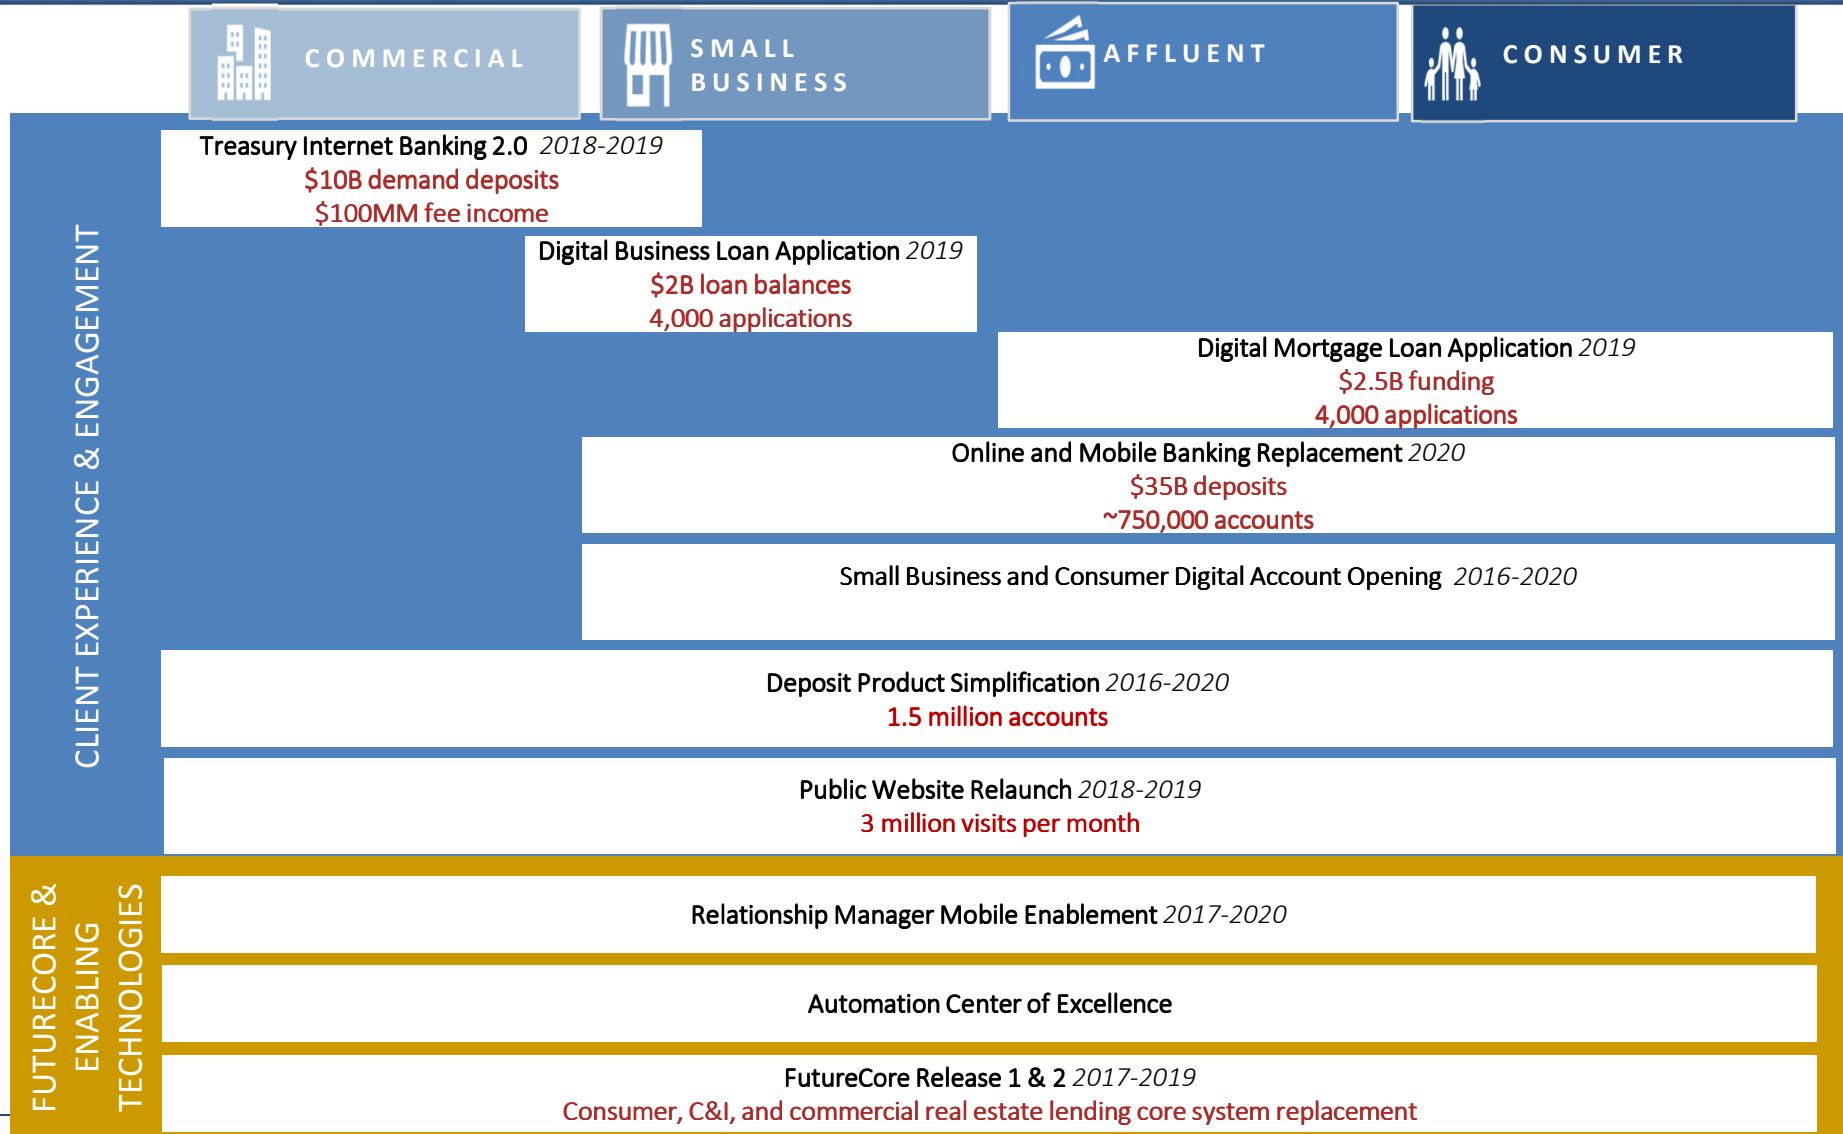 COMMERCIAL
SMALL
BUSINESS
AFFLUENT
CONSUMER
CLIENT EXPERIENCE & ENGAGEMENT
Treasury Internet Banking 2.0 2018-2019
$10B demand deposits
$100MM fee income
Digital Business Loan Application 2019
$2B loan balances
4,000 applications
Digital Mortgage Loan Application 2019
$2.5B funding
4,000 applications
Online and Mobile Banking Replacement 2020
$35B deposits
~750,000 accounts
Small Business and Consumer Digital Account Opening 2016-2020
Deposit Product Simplification 2016-2020
1.5 million accounts
Public Website Relaunch 2018-2019
3 million visits per month
FUTURECORE &
ENABLING
TECHNOLOGIES
Relationship Manager Mobile Enablement 2017-2020
Automation Center of Excellence
FutureCore Release 1 & 2 2017-2019
Consumer, C&I, and commercial real estate lending core system replacement